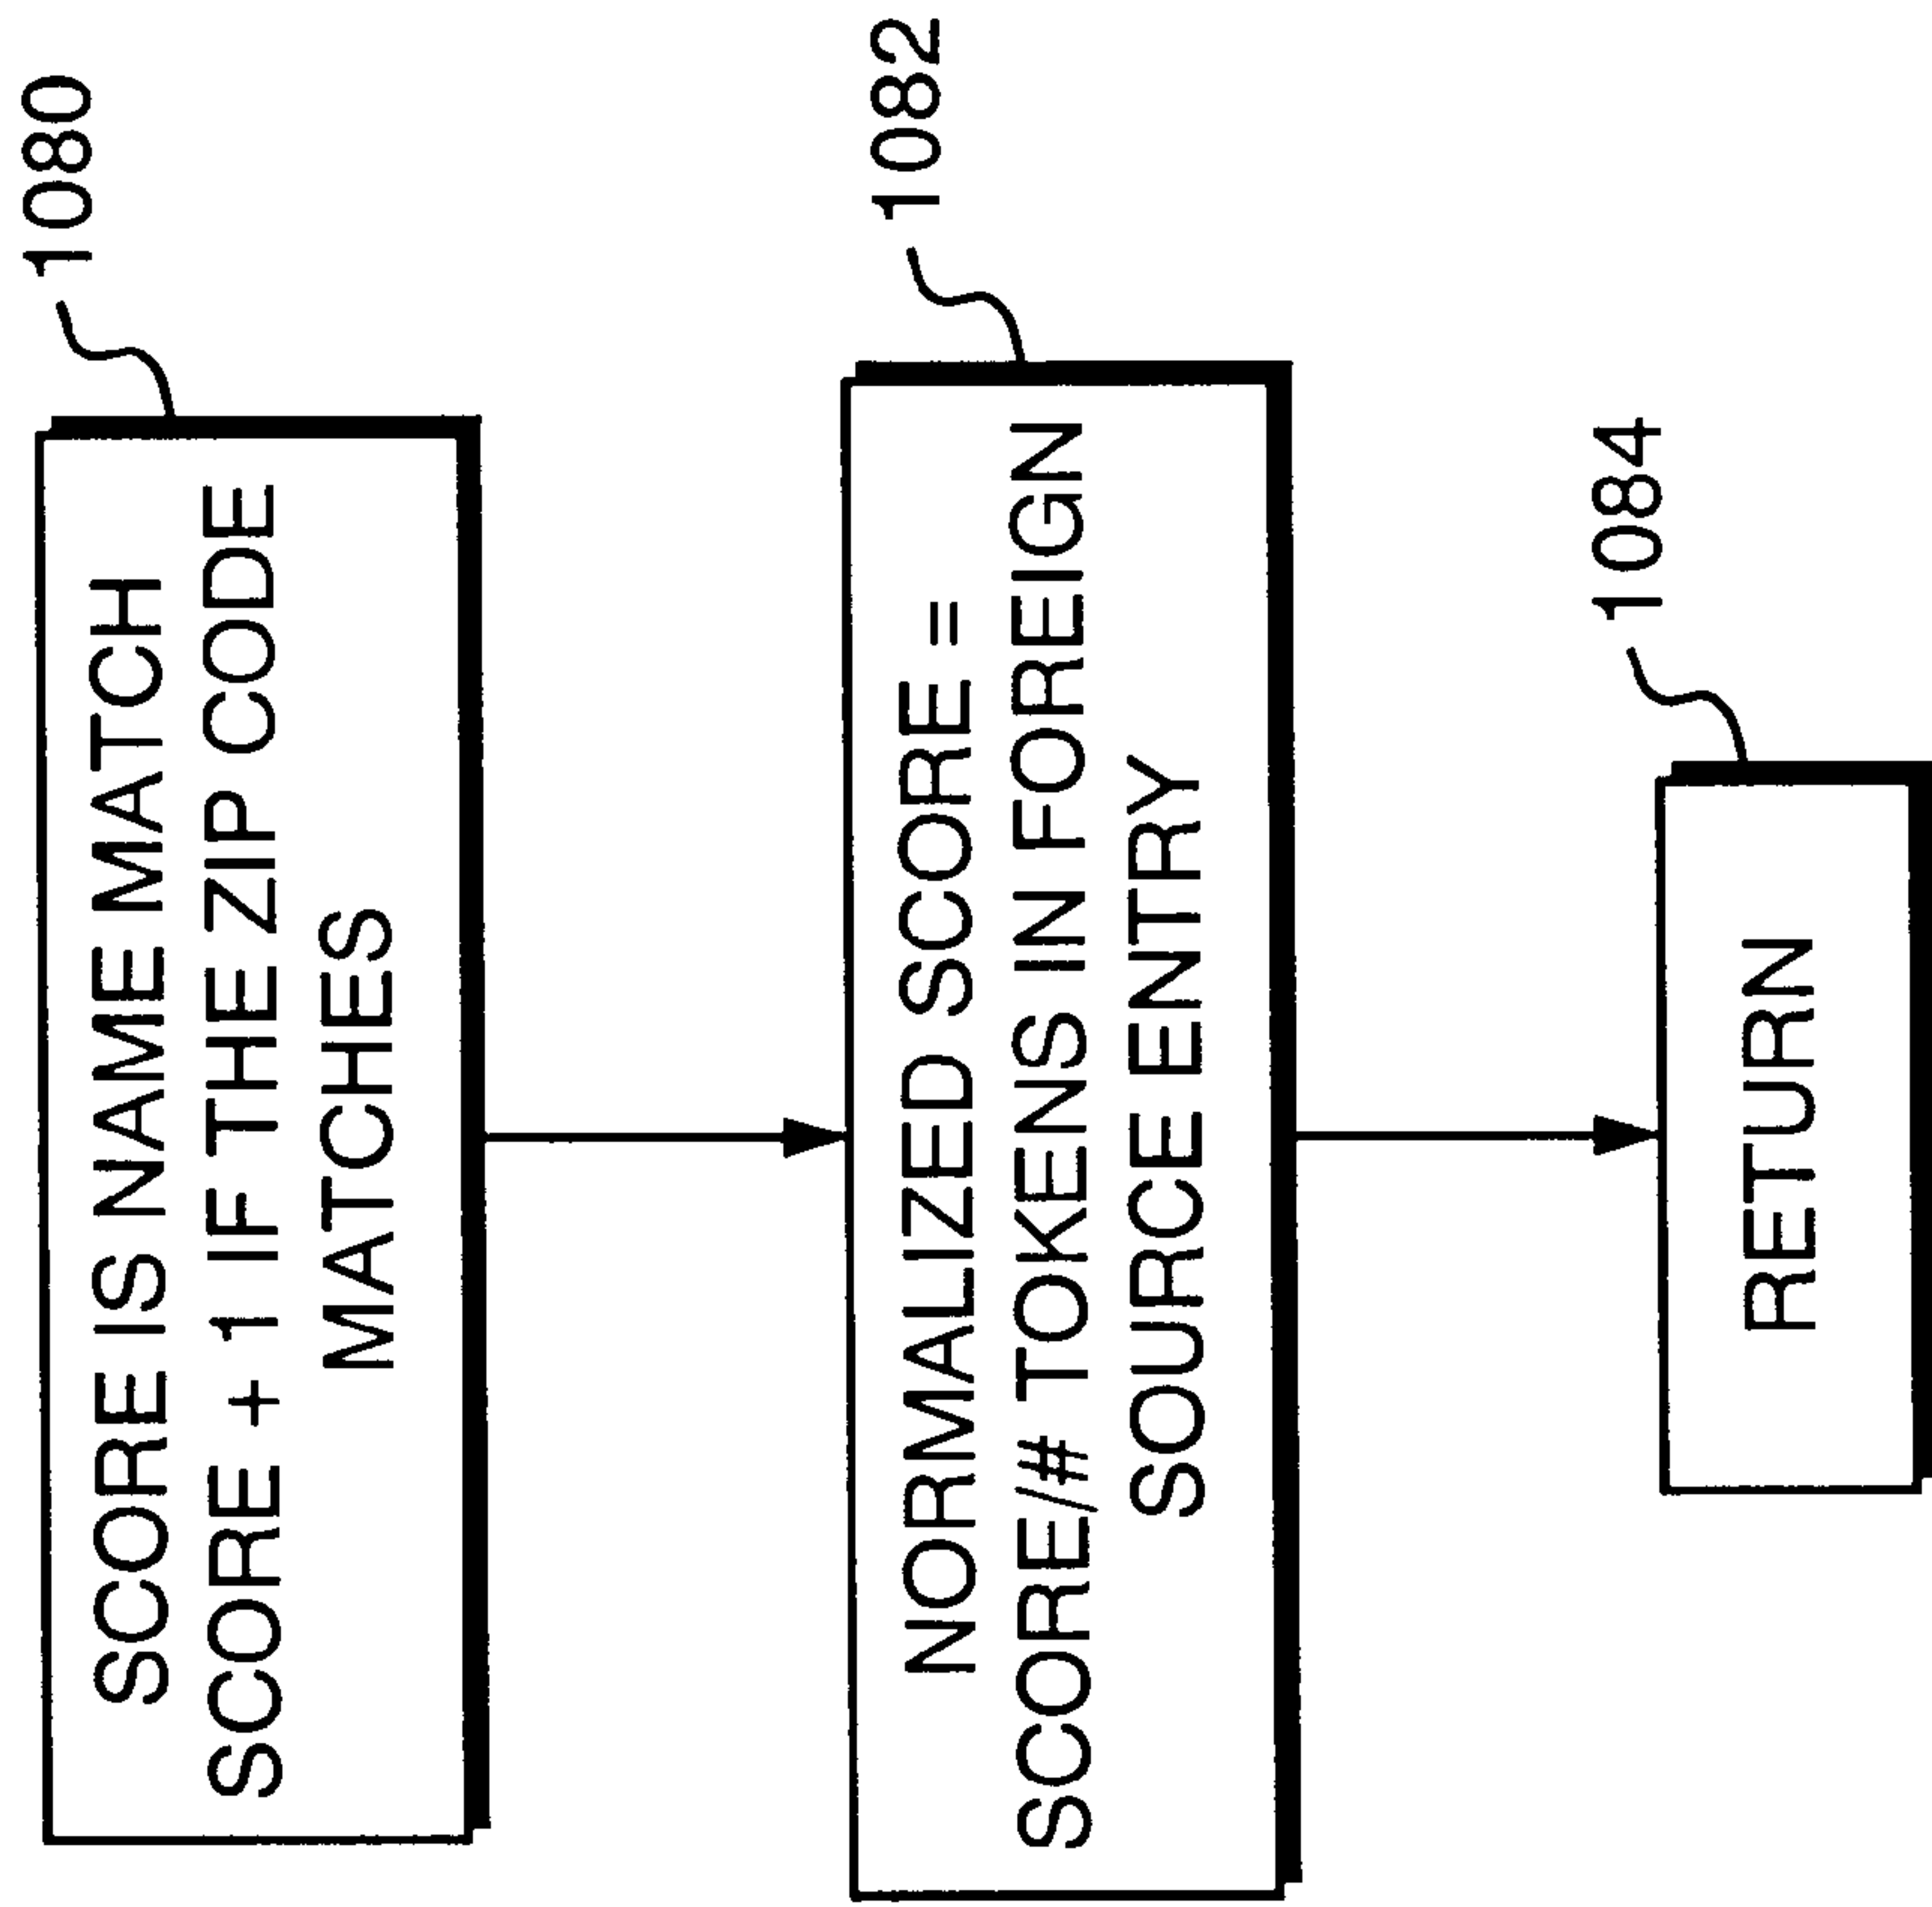 1080
SCORE IS NAME MATCH
SCORE + 1 IF THE ZIP CODE
MATCHES
1082
NORMALIZED SCORE =
SCORE/# TOKENS IN FOREIGN
SOURCE ENTRY
1084
RETURN